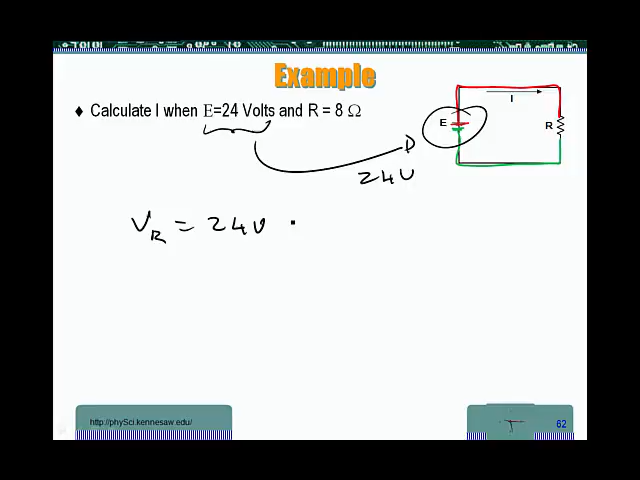 Example
♦ Calculate I when E=24 Volts and R = 8 Ω
I
E
R
24V
V_R = 24V
http://phySci.kennesaw.edu/
62